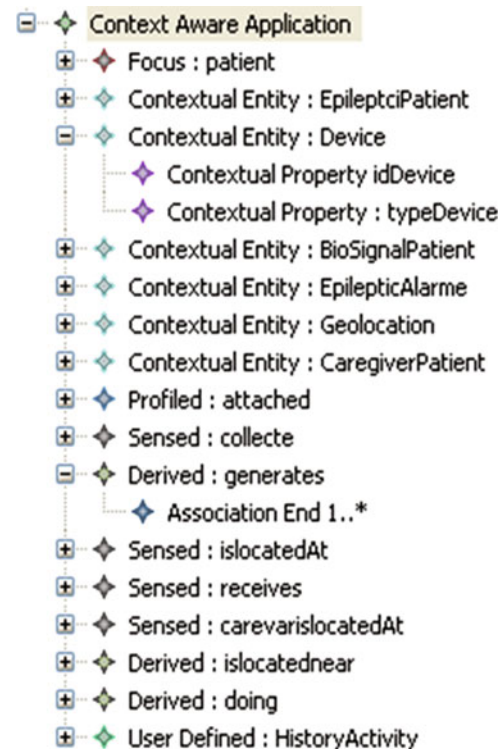 Context Aware Application
Focus : patient
Contextual Entity : EpileptciPatient
Contextual Entity : Device
Contextual Property idDevice
Contextual Property : typeDevice
Contextual Entity : BioSignalPatient
Contextual Entity : EpilepticAlarme
Contextual Entity : Geolocation
Contextual Entity : CaregiverPatient
Profiled : attached
Sensed : collecte
Derived : generates
Association End 1..*
Sensed : islocatedAt
Sensed : receives
Sensed : carevarislocatedAt
Derived : islocatednear
Derived : doing
User Defined : HistoryActivity